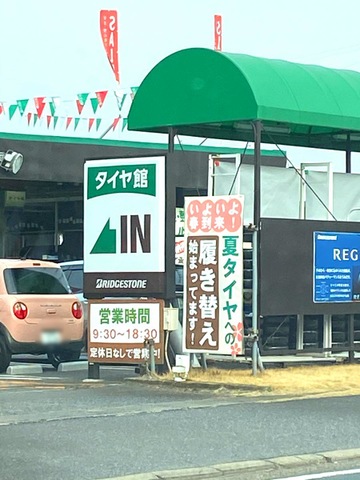 SALE
タイヤ館
IN
BRIDGESTONE
営業時間
9:30～18:30
定休日なしで営業中!
いよいよ!
春到来!
夏タイヤへの
履き替え
始まってます!
REG